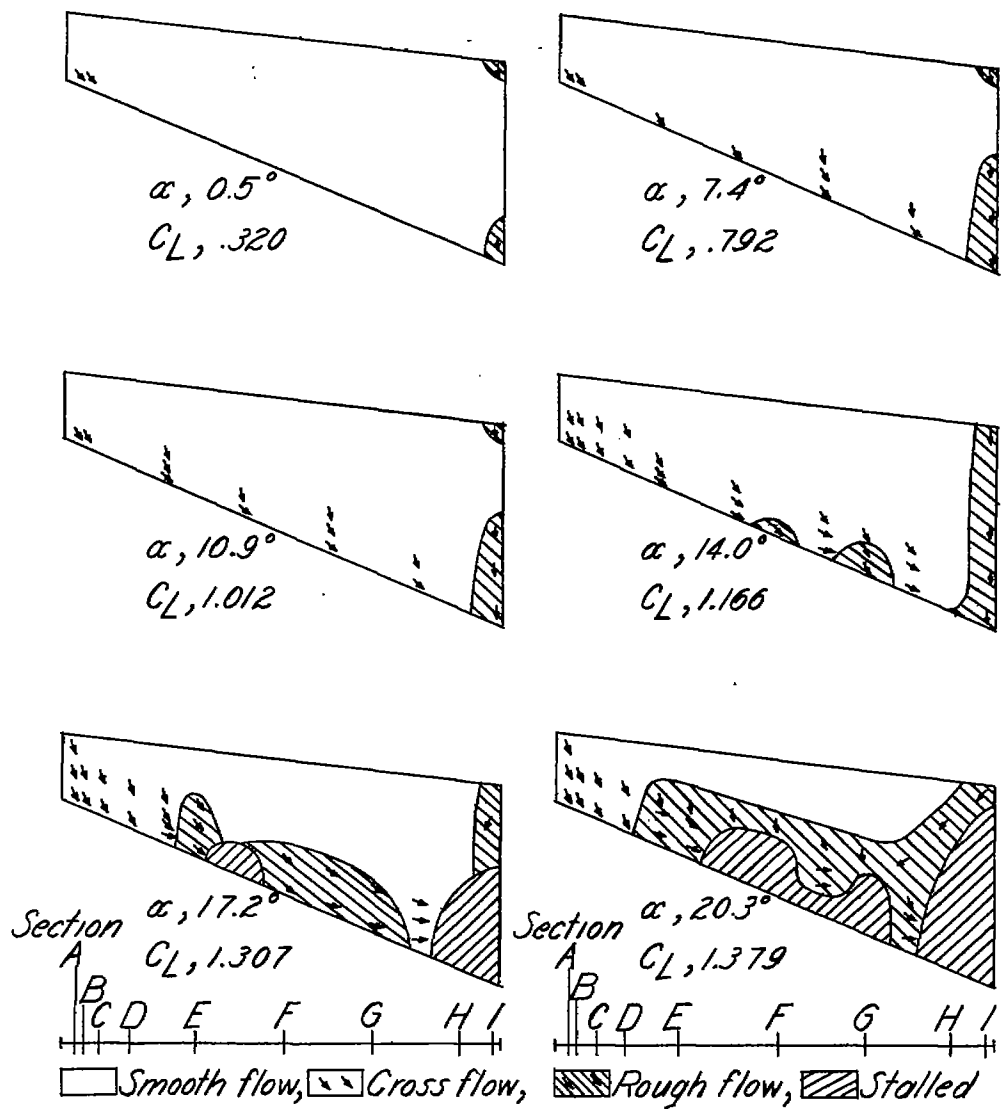 α, 0.5°
C_L, .320
α, 7.4°
C_L, .792
α, 10.9°
C_L, 1.012
α, 14.0°
C_L, 1.166
α, 17.2°
C_L, 1.307
α, 20.3°
C_L, 1.379
Section
A B C D E F G H I
Section
A B C D E F G H I
Smooth flow, Cross flow, Rough flow, Stalled